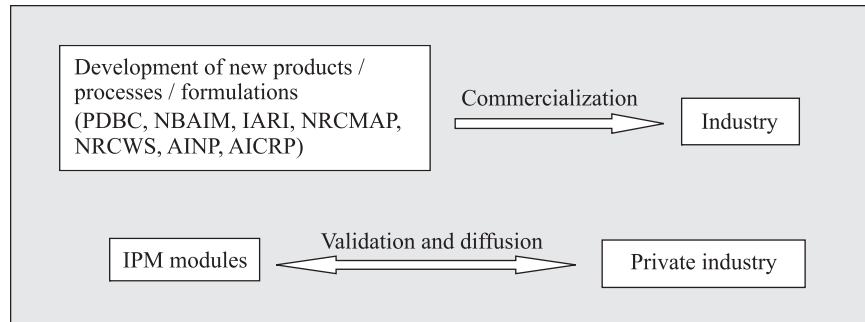 Development of new products /
processes / formulations
(PDBC, NBAIM, IARI, NRCMAP,
NRCWS, AINP, AICRP)
Commercialization
Industry
IPM modules
Validation and diffusion
Private industry